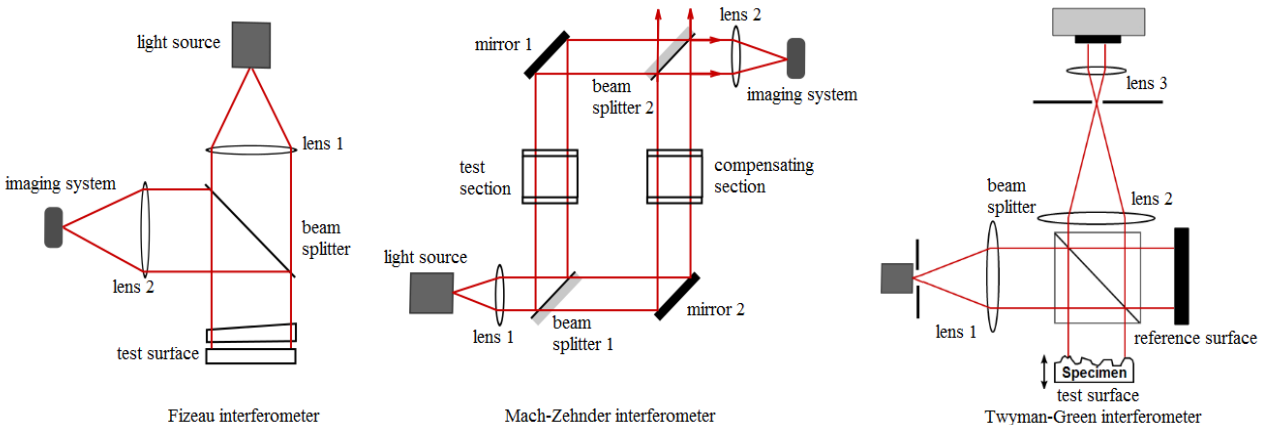 light source
lens 1
imaging system
beam
splitter
lens 2
test surface
Fizeau interferometer
mirror 1
lens 2
beam
splitter 2
imaging system
test
section
compensating
section
light source
lens 1
beam
splitter 1
mirror 2
Mach-Zehnder interferometer
lens 3
beam
splitter
lens 2
lens 1
reference surface
Specimen
test surface
Twyman-Green interferometer